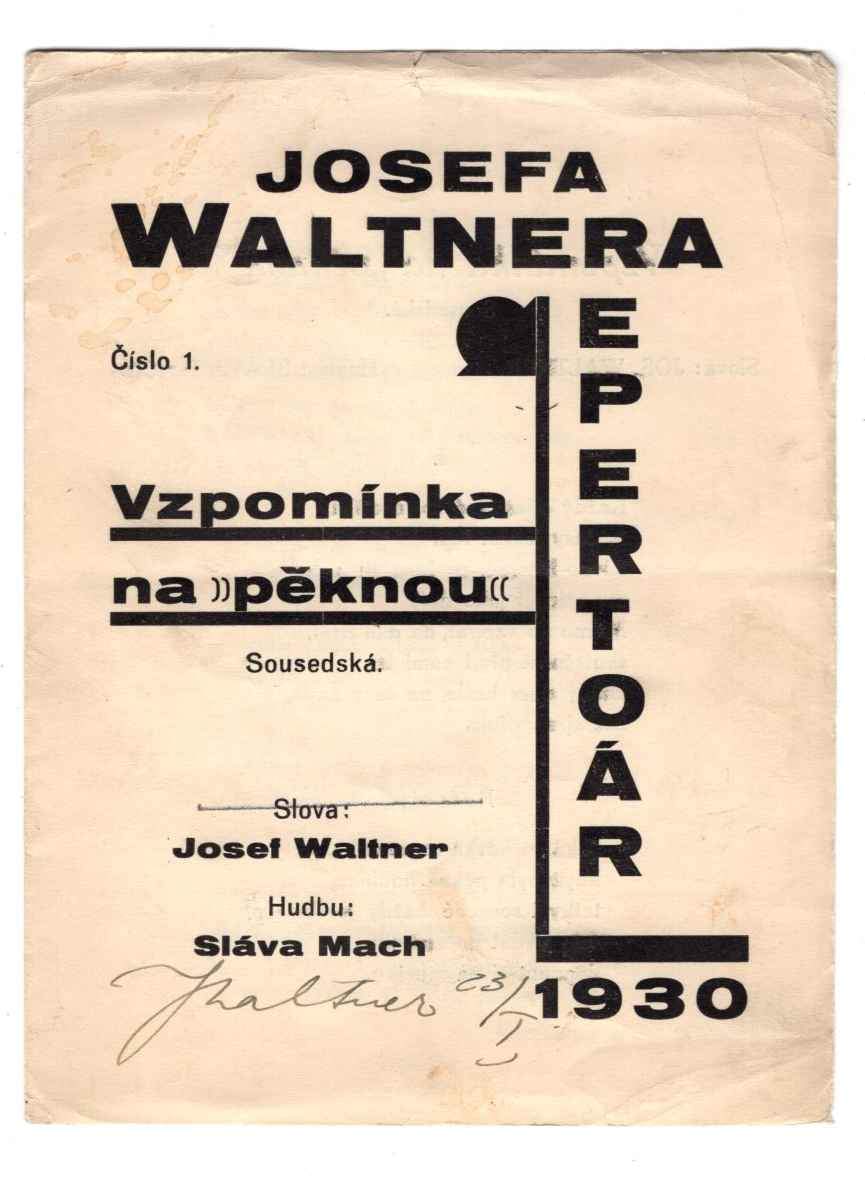 JOSEFA
WALTNERA
REPERTOÁR
Číslo 1.
Vzpomínka
na »pěknou«
Sousedská.
Slova:
Josef Waltner
Hudbu:
Sláva Mach
JWaltner 23/I
1930